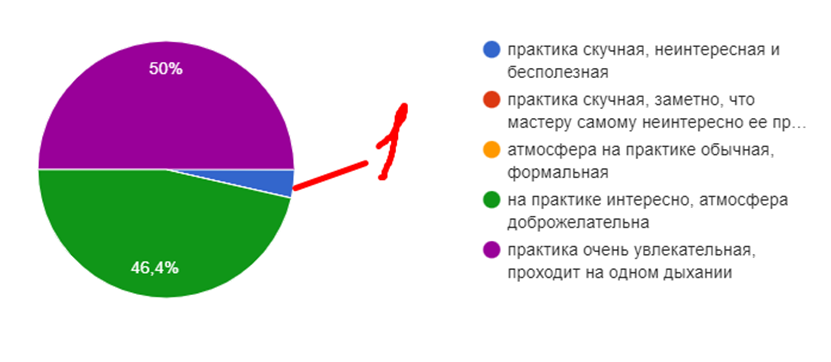 50%
46,4%
1
практика скучная, неинтересная и
бесполезная
практика скучная, заметно, что
мастеру самому неинтересно ее пр…
атмосфера на практике обычная,
формальная
на практике интересно, атмосфера
доброжелательна
практика очень увлекательная,
проходит на одном дыхании